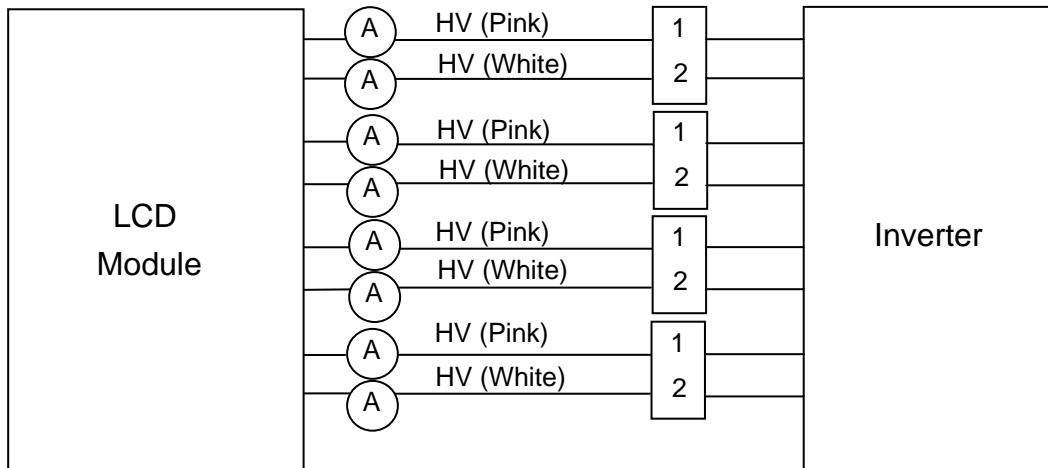 A HV (Pink) 1
A HV (White) 2
A HV (Pink) 1
A HV (White) 2
LCD
Module
A HV (Pink) 1
A HV (White) 2
Inverter
A HV (Pink) 1
A HV (White) 2